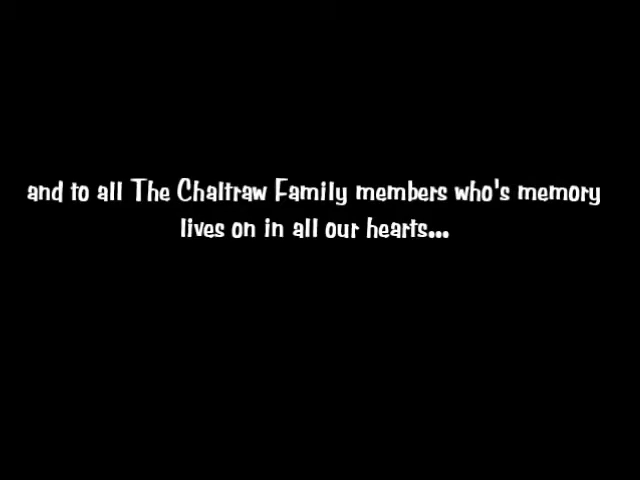 and to all The Chaltraw Family members who's memory
lives on in all our hearts...